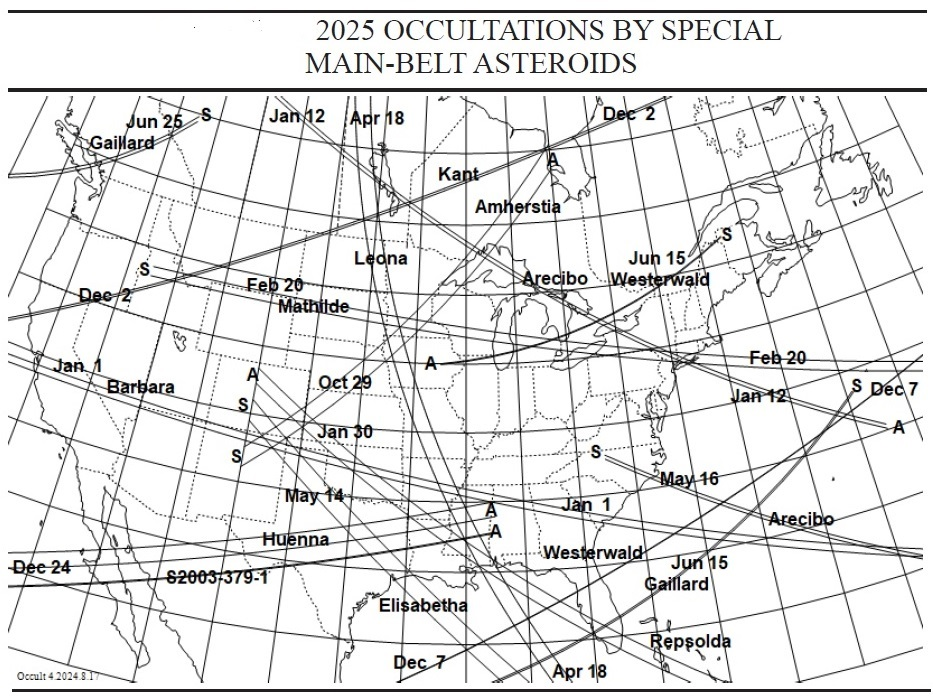 2025 OCCULTATIONS BY SPECIAL
MAIN-BELT ASTEROIDS
Jun 25
S
Jan 12
Apr 18
Dec 2
Gaillard
A
Kant
Amherstia
S
Leona
Jun 15
S
Arecibo
Westerwald
Feb 20
Dec 2
Mathilde
Jan 1
A
Feb 20
Barbara
A
Oct 29
S
Dec 7
Jan 12
S
A
Jan 30
S
S
May 16
May 14
A
Jan 1
Arecibo
A
Huenna
Westerwald
Dec 24
S2003-379-1
Jun 15
Gaillard
Elisabetha
Repsolda
Dec 7
Apr 18
Occult 4.2024.8.17